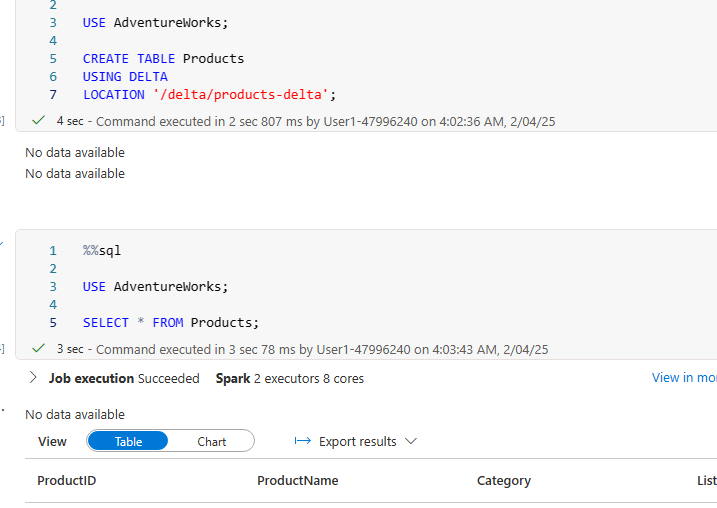 2
3 USE AdventureWorks;
4
5 CREATE TABLE Products
6 USING DELTA
7 LOCATION '/delta/products-delta';
4 sec - Command executed in 2 sec 807 ms by User1-47996240 on 4:02:36 AM, 2/04/25
No data available
No data available
1 %%sql
2
3 USE AdventureWorks;
4
5 SELECT * FROM Products;
3 sec - Command executed in 3 sec 78 ms by User1-47996240 on 4:03:43 AM, 2/04/25
Job execution Succeeded Spark 2 executors 8 cores View in mo
No data available
View Table Chart Export results
ProductID ProductName Category List